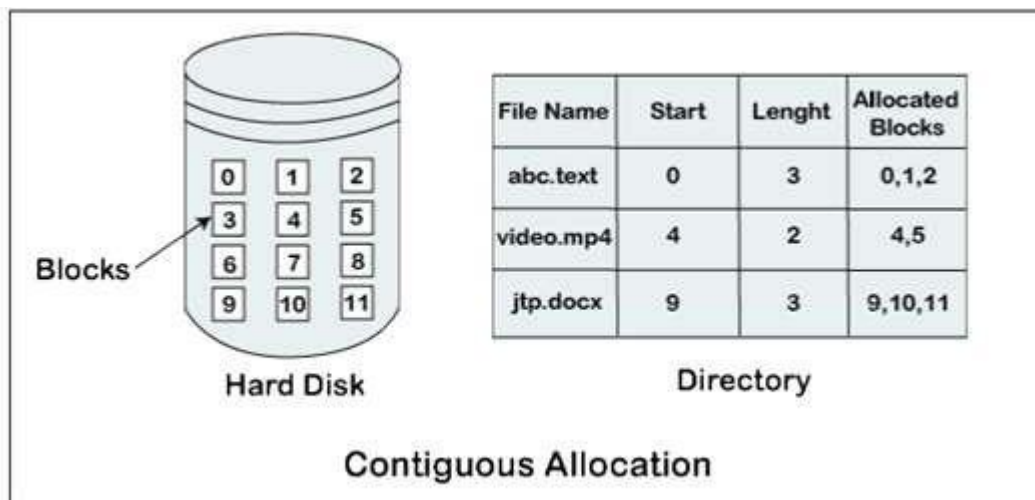 0 1 2
3 4 5
6 7 8
9 10 11
Blocks
Hard Disk
File Name Start Lenght Allocated
Blocks
abc.text 0 3 0,1,2
video.mp4 4 2 4,5
jtp.docx 9 3 9,10,11
Directory
Contiguous Allocation